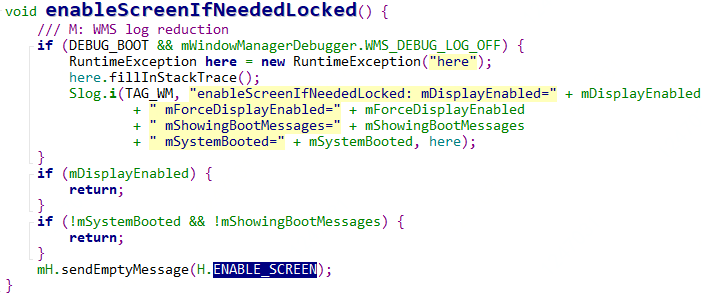 void enableScreenIfNeededLocked() {
    /// M: WMS log reduction
    if (DEBUG_BOOT && mWindowManagerDebugger.WMS_DEBUG_LOG_OFF) {
        RuntimeException here = new RuntimeException("here");
        here.fillInStackTrace();
        Slog.i(TAG_WM, "enableScreenIfNeededLocked: mDisplayEnabled=" + mDisplayEnabled
                + " mForceDisplayEnabled=" + mForceDisplayEnabled
                + " mShowingBootMessages=" + mShowingBootMessages
                + " mSystemBooted=" + mSystemBooted, here);
    }
    if (mDisplayEnabled) {
        return;
    }
    if (!mSystemBooted && !mShowingBootMessages) {
        return;
    }
    mH.sendEmptyMessage(H.ENABLE_SCREEN);
}